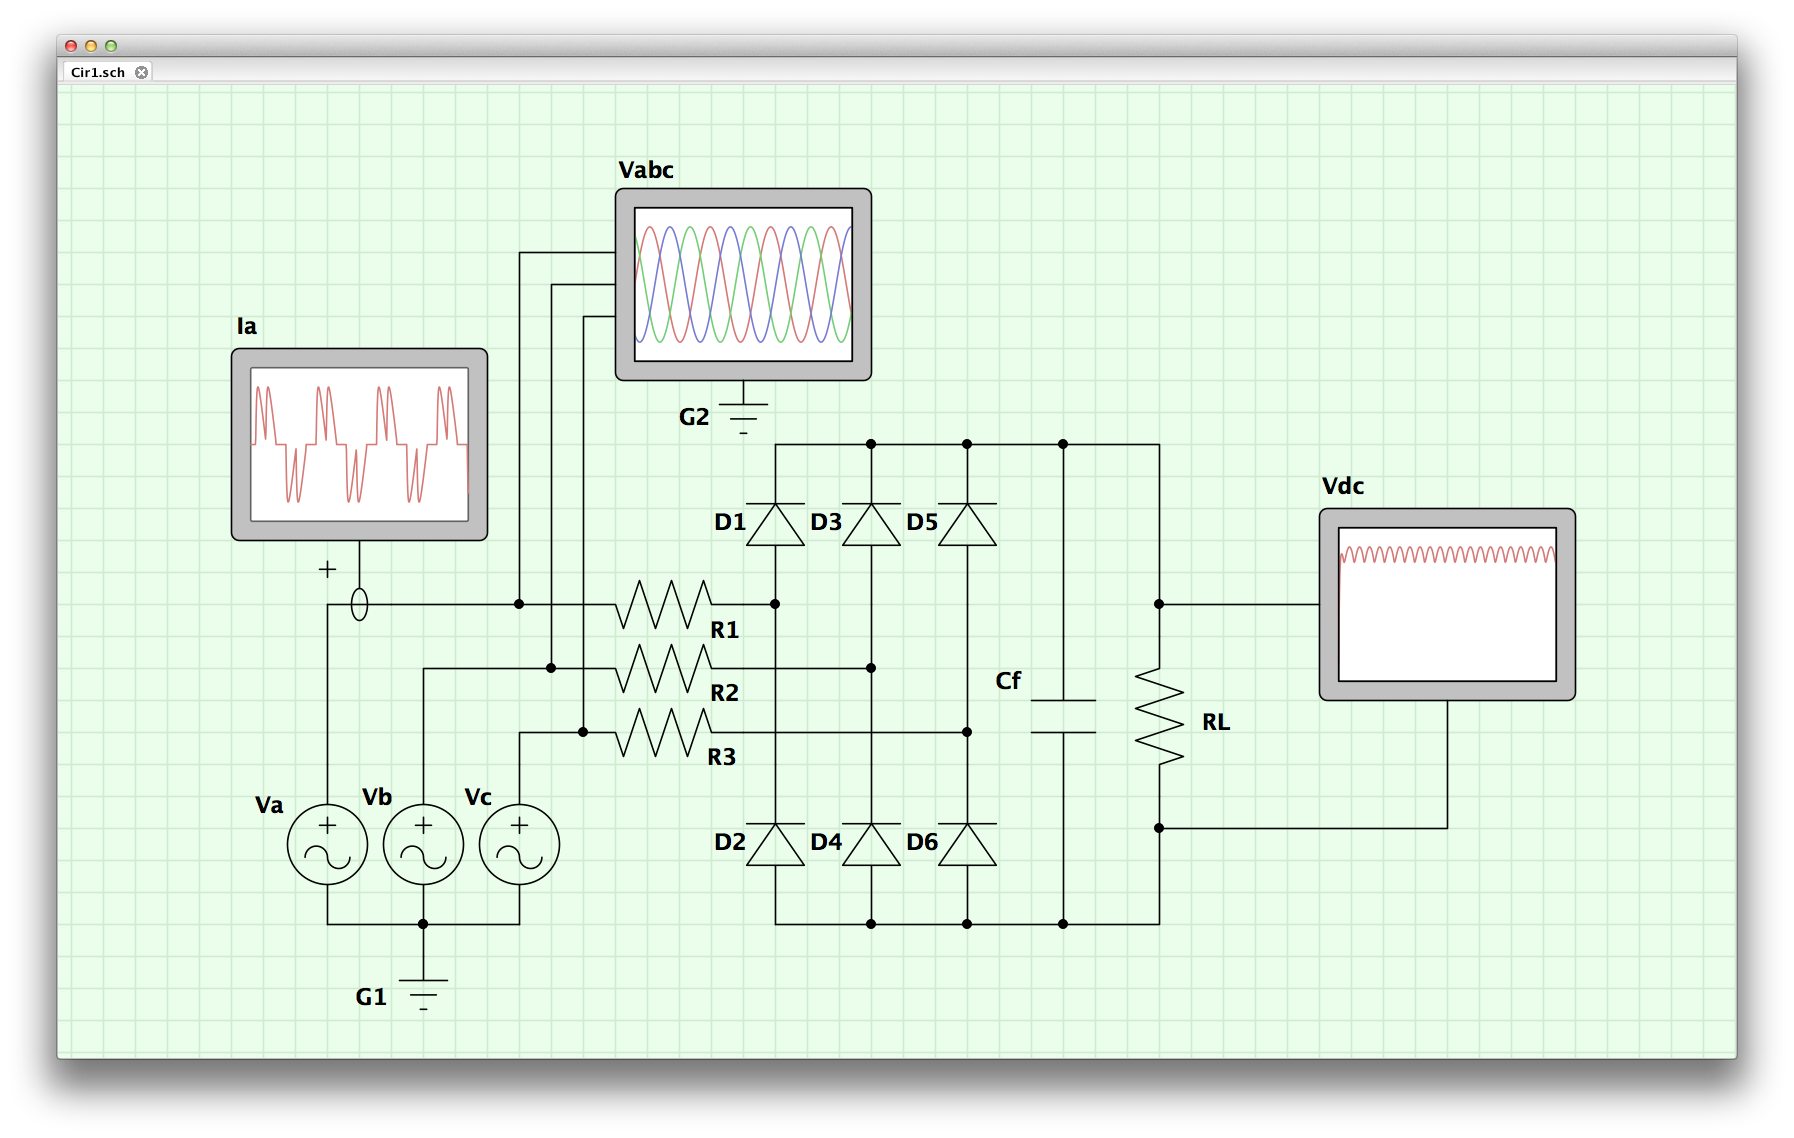 Cir1.sch
Vabc
Ia
G2
Vdc
D1
D3
D5
+
R1
Cf
R2
RL
R3
Va
Vb
Vc
+
+
+
D2
D4
D6
G1